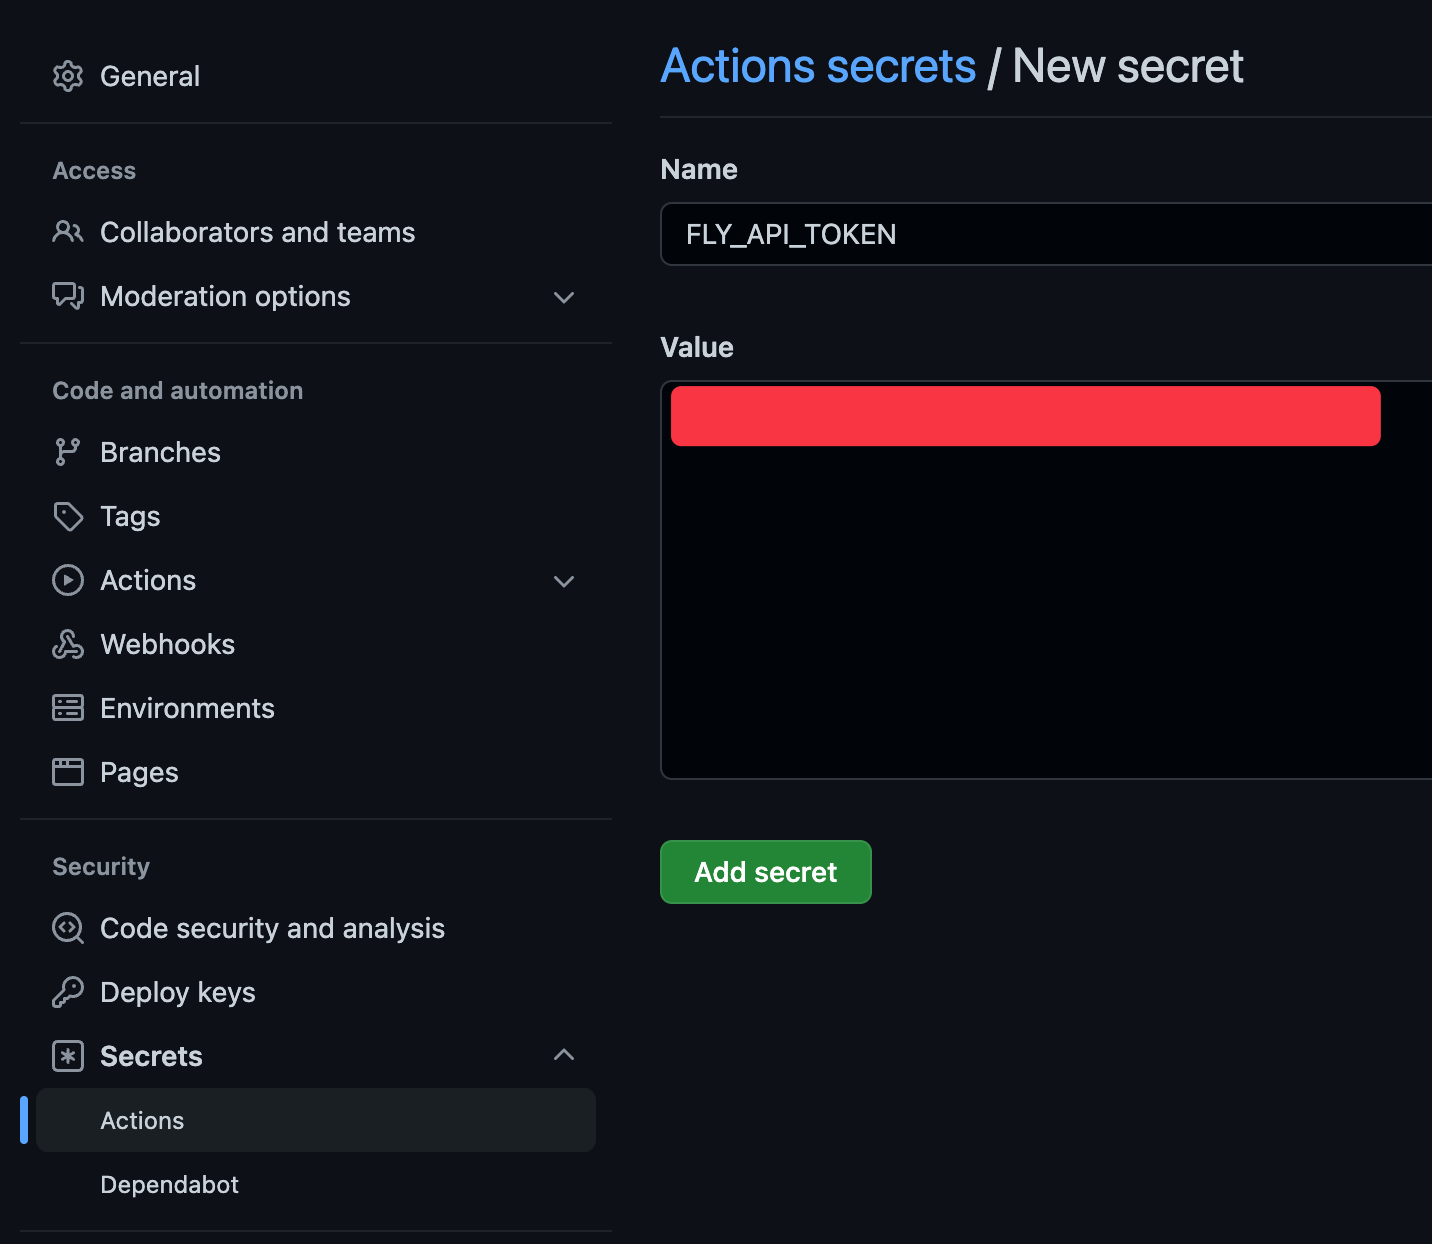 General
Access
Collaborators and teams
Moderation options
Code and automation
Branches
Tags
Actions
Webhooks
Environments
Pages
Security
Code security and analysis
Deploy keys
Secrets
Actions
Dependabot
Actions secrets / New secret
Name
FLY_API_TOKEN
Value
Add secret